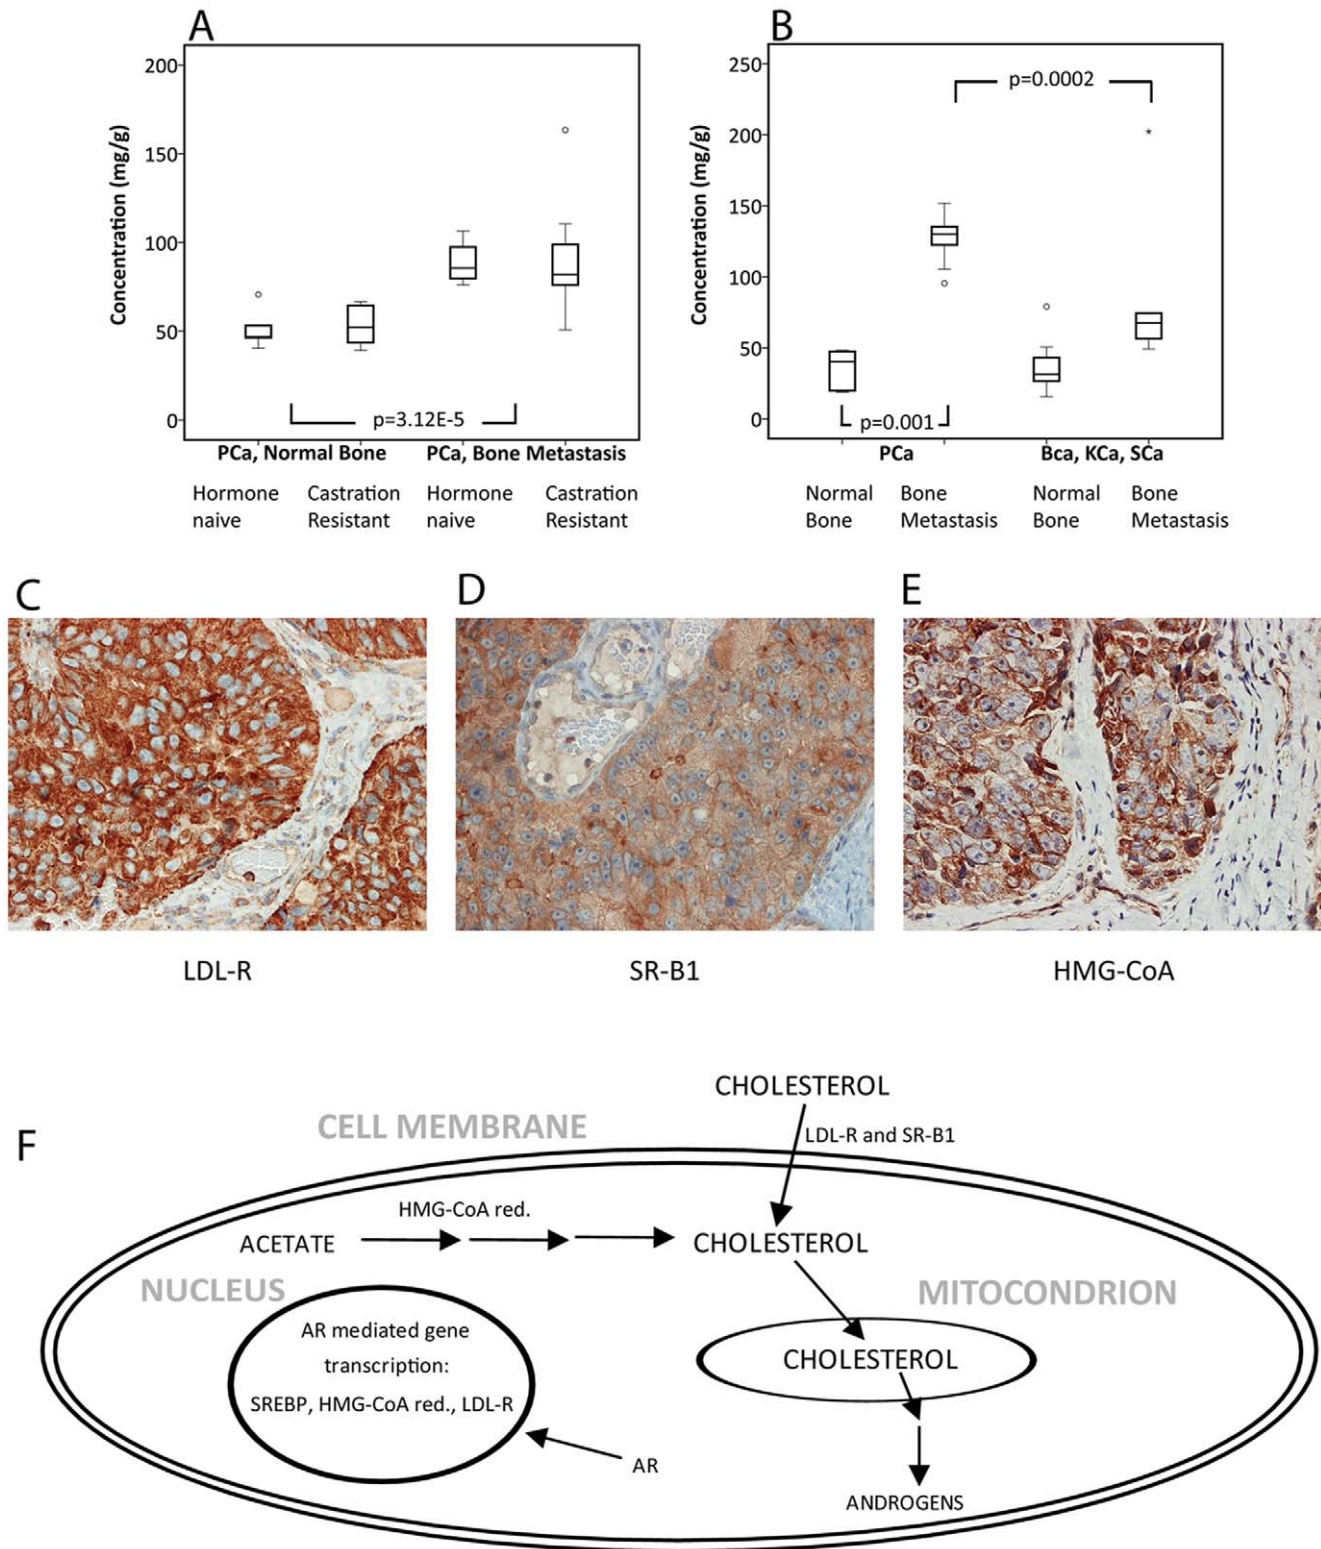 A
B
Concentration (mg/g)
200
150
100
50
0
p=3.12E-5
PCa, Normal Bone
PCa, Bone Metastasis
Hormone
naive
Castration
Resistant
Hormone
naive
Castration
Resistant
Concentration (mg/g)
250
200
150
100
50
0
p=0.0002
p=0.001
PCa
Bca, KCa, SCa
Normal
Bone
Bone
Metastasis
Normal
Bone
Bone
Metastasis
C
D
E
LDL-R
SR-B1
HMG-CoA
F
CELL MEMBRANE
CHOLESTEROL
LDL-R and SR-B1
HMG-CoA red.
ACETATE
CHOLESTEROL
NUCLEUS
MITOCONDRION
AR mediated gene
transcription:
SREBP, HMG-CoA red., LDL-R
CHOLESTEROL
AR
ANDROGENS